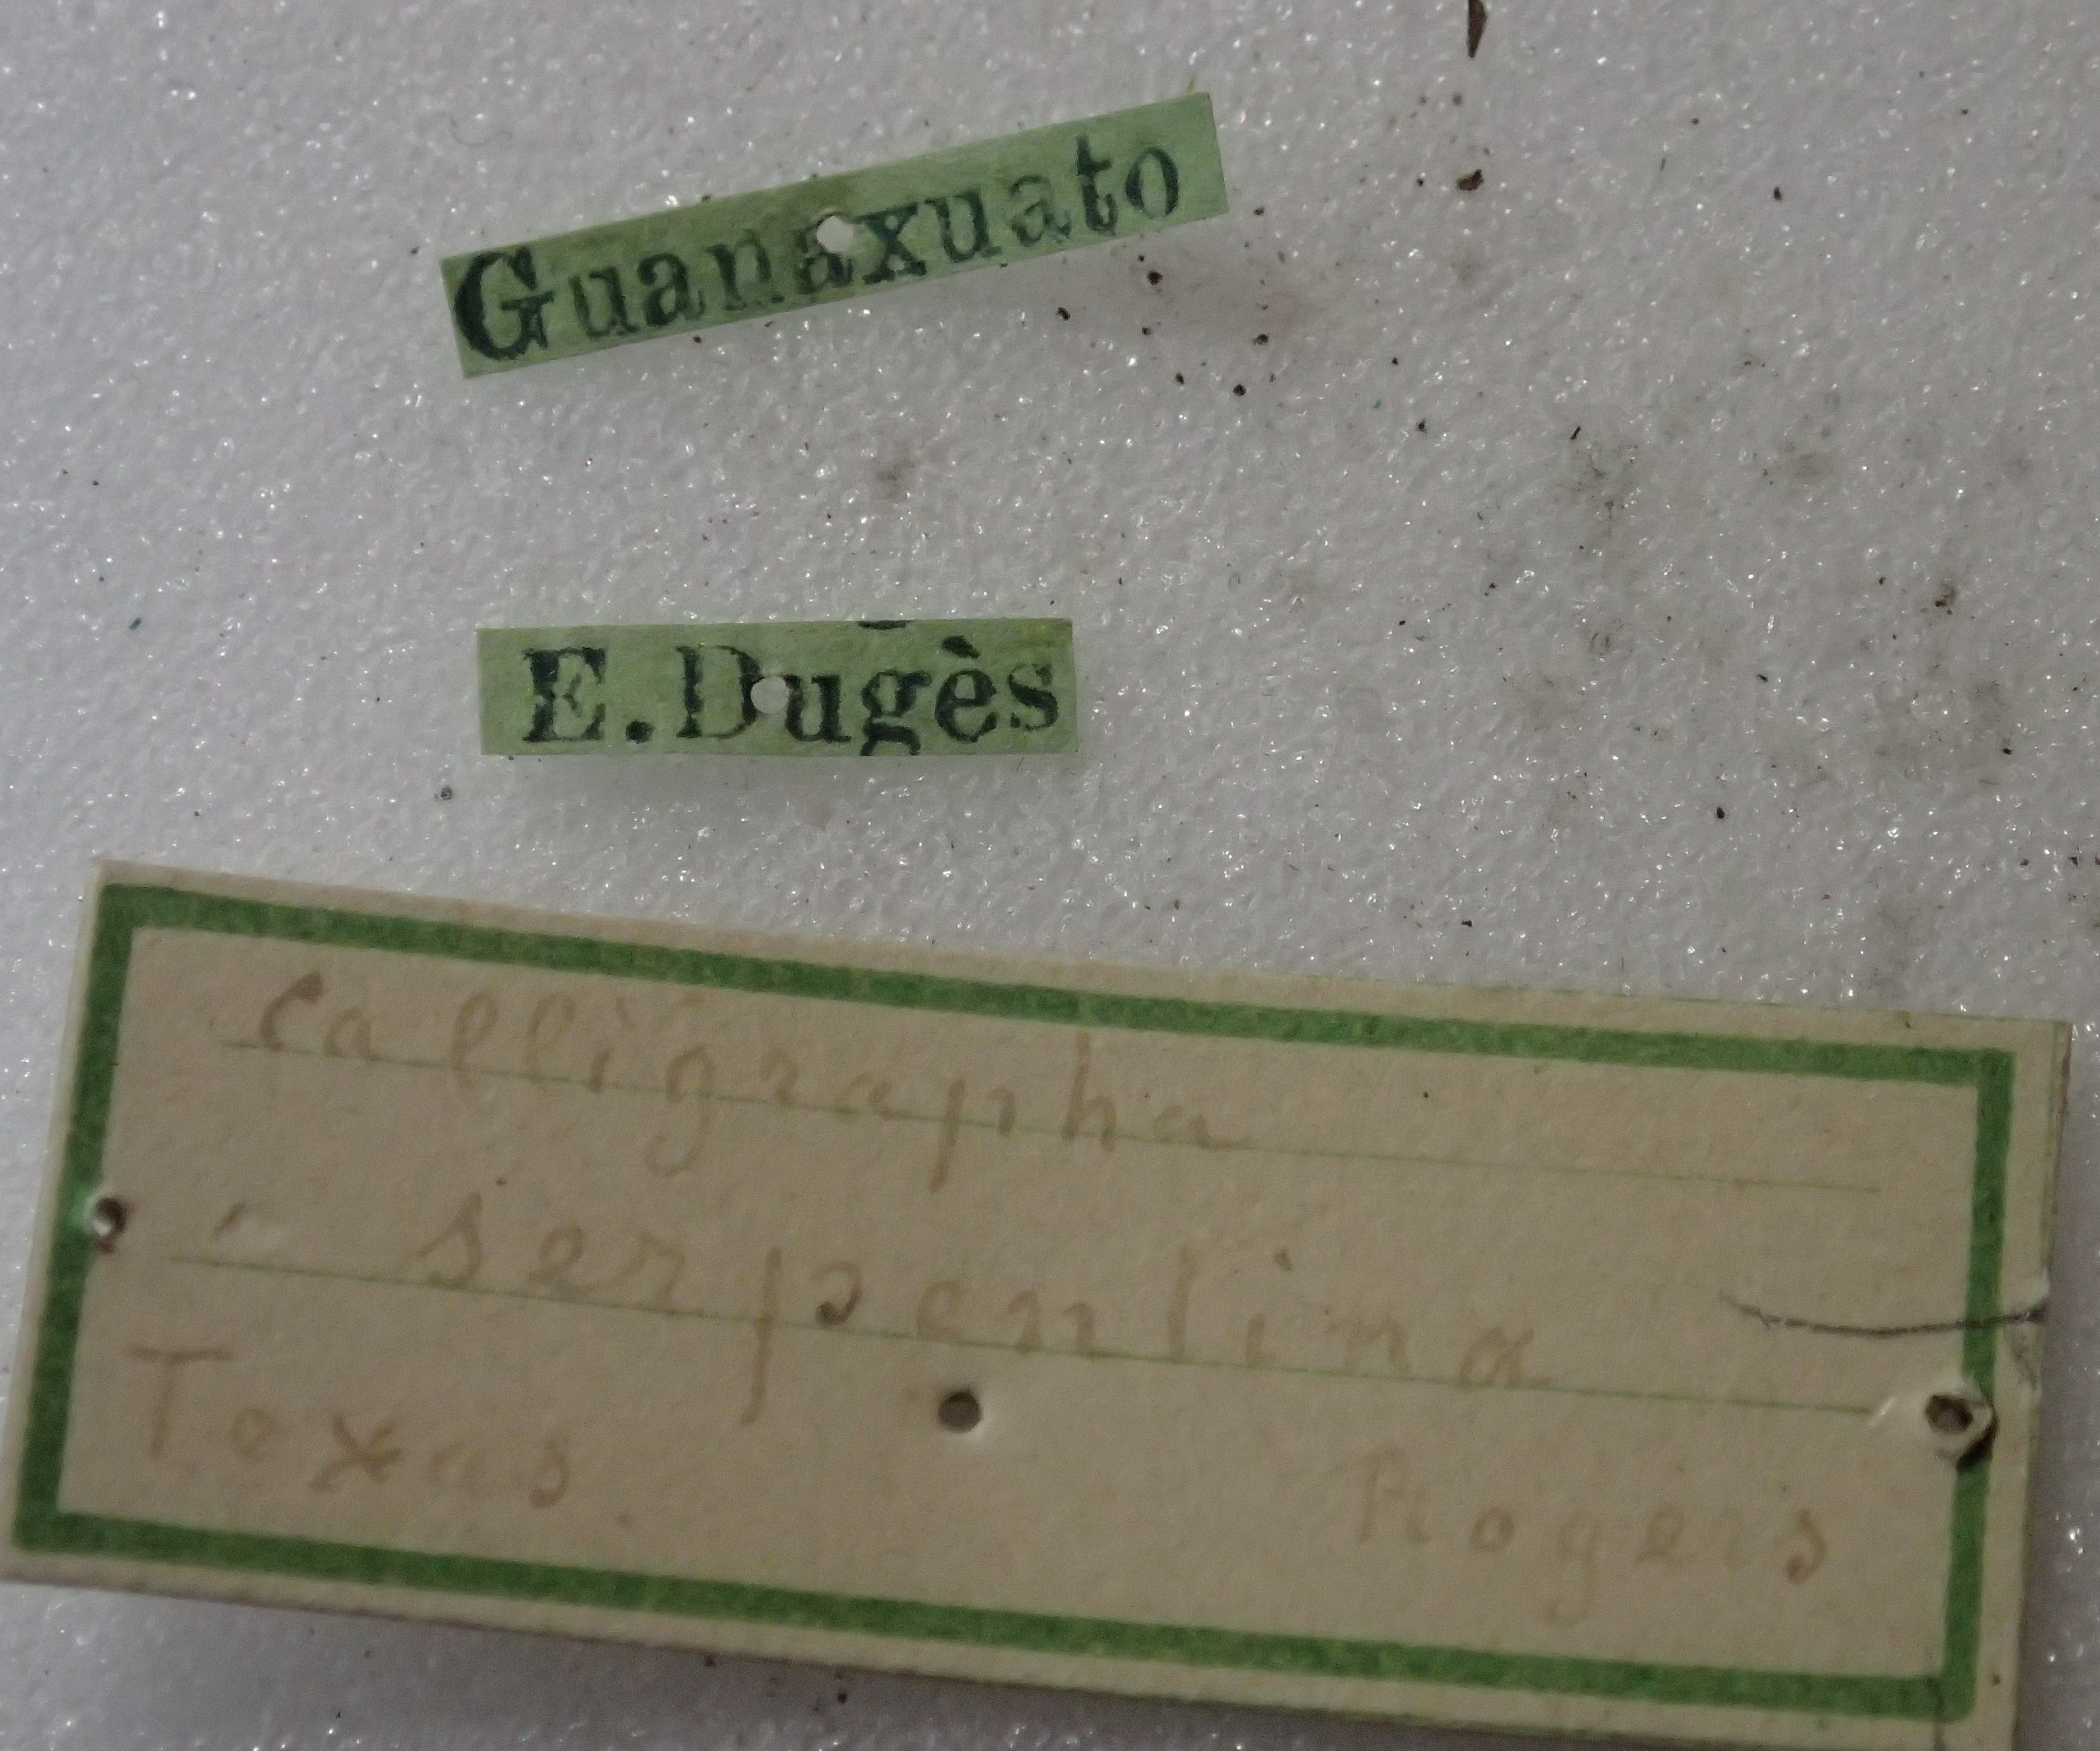 Guanaxuato
E.Dugès
Calligrapha
serpentina
Texas. Rogers